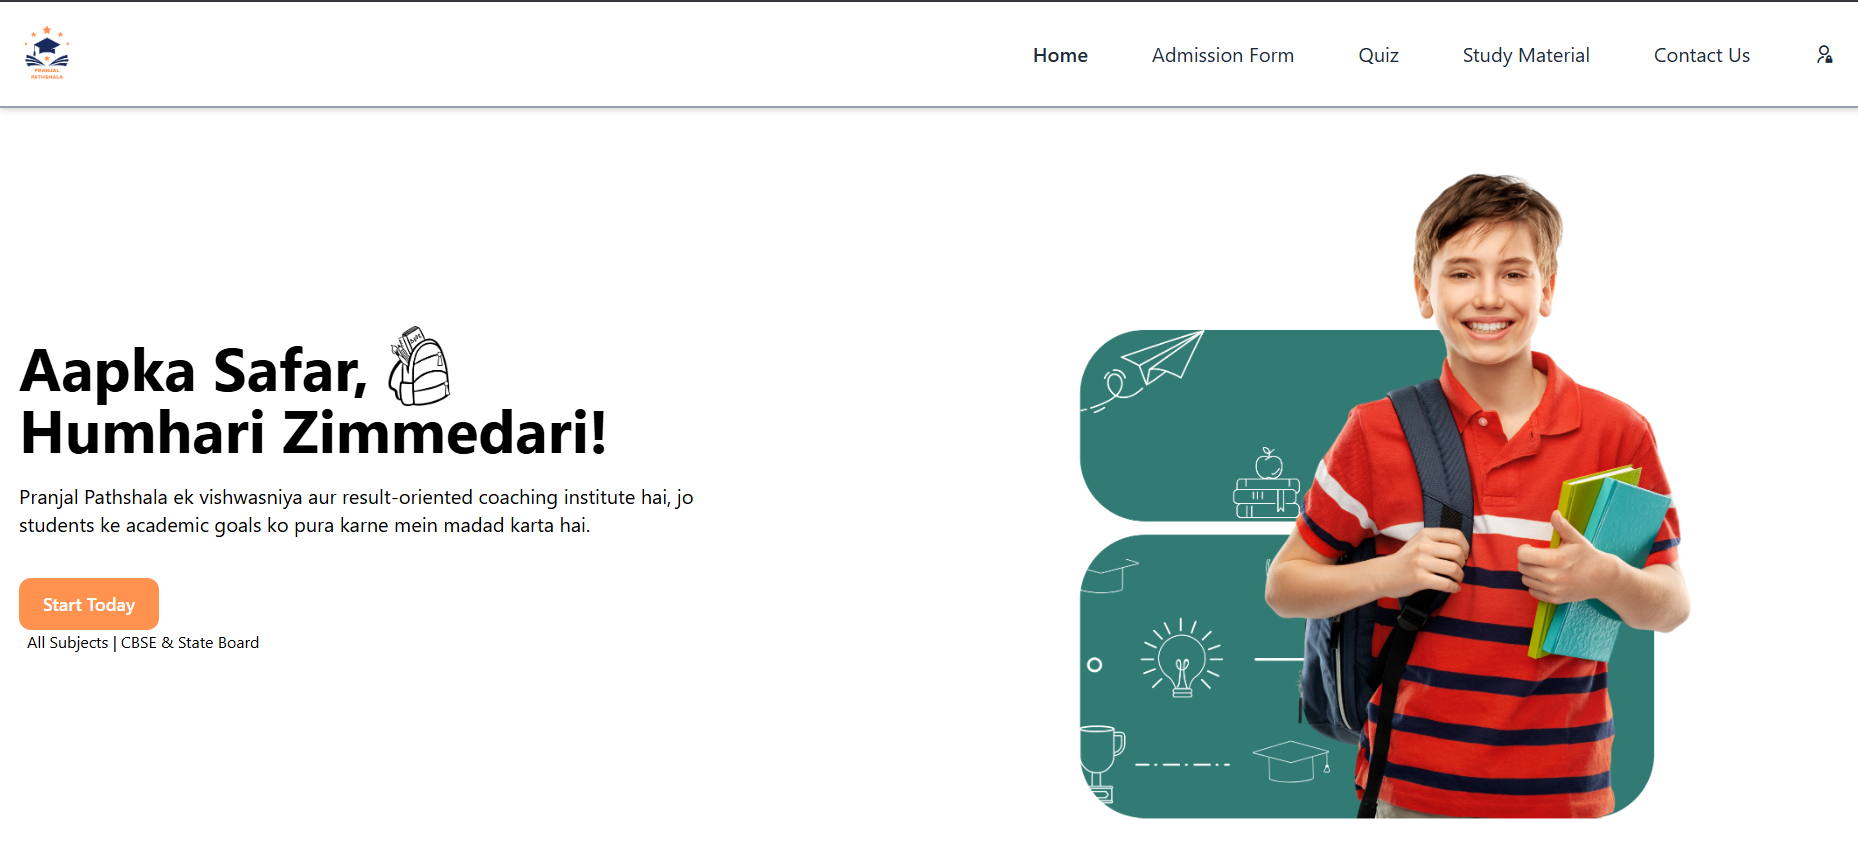 PRANJAL
PATHSHALA
Home Admission Form Quiz Study Material Contact Us
Aapka Safar,
Humhari Zimmedari!
Pranjal Pathshala ek vishwasniya aur result-oriented coaching institute hai, jo
students ke academic goals ko pura karne mein madad karta hai.
Start Today
All Subjects | CBSE & State Board